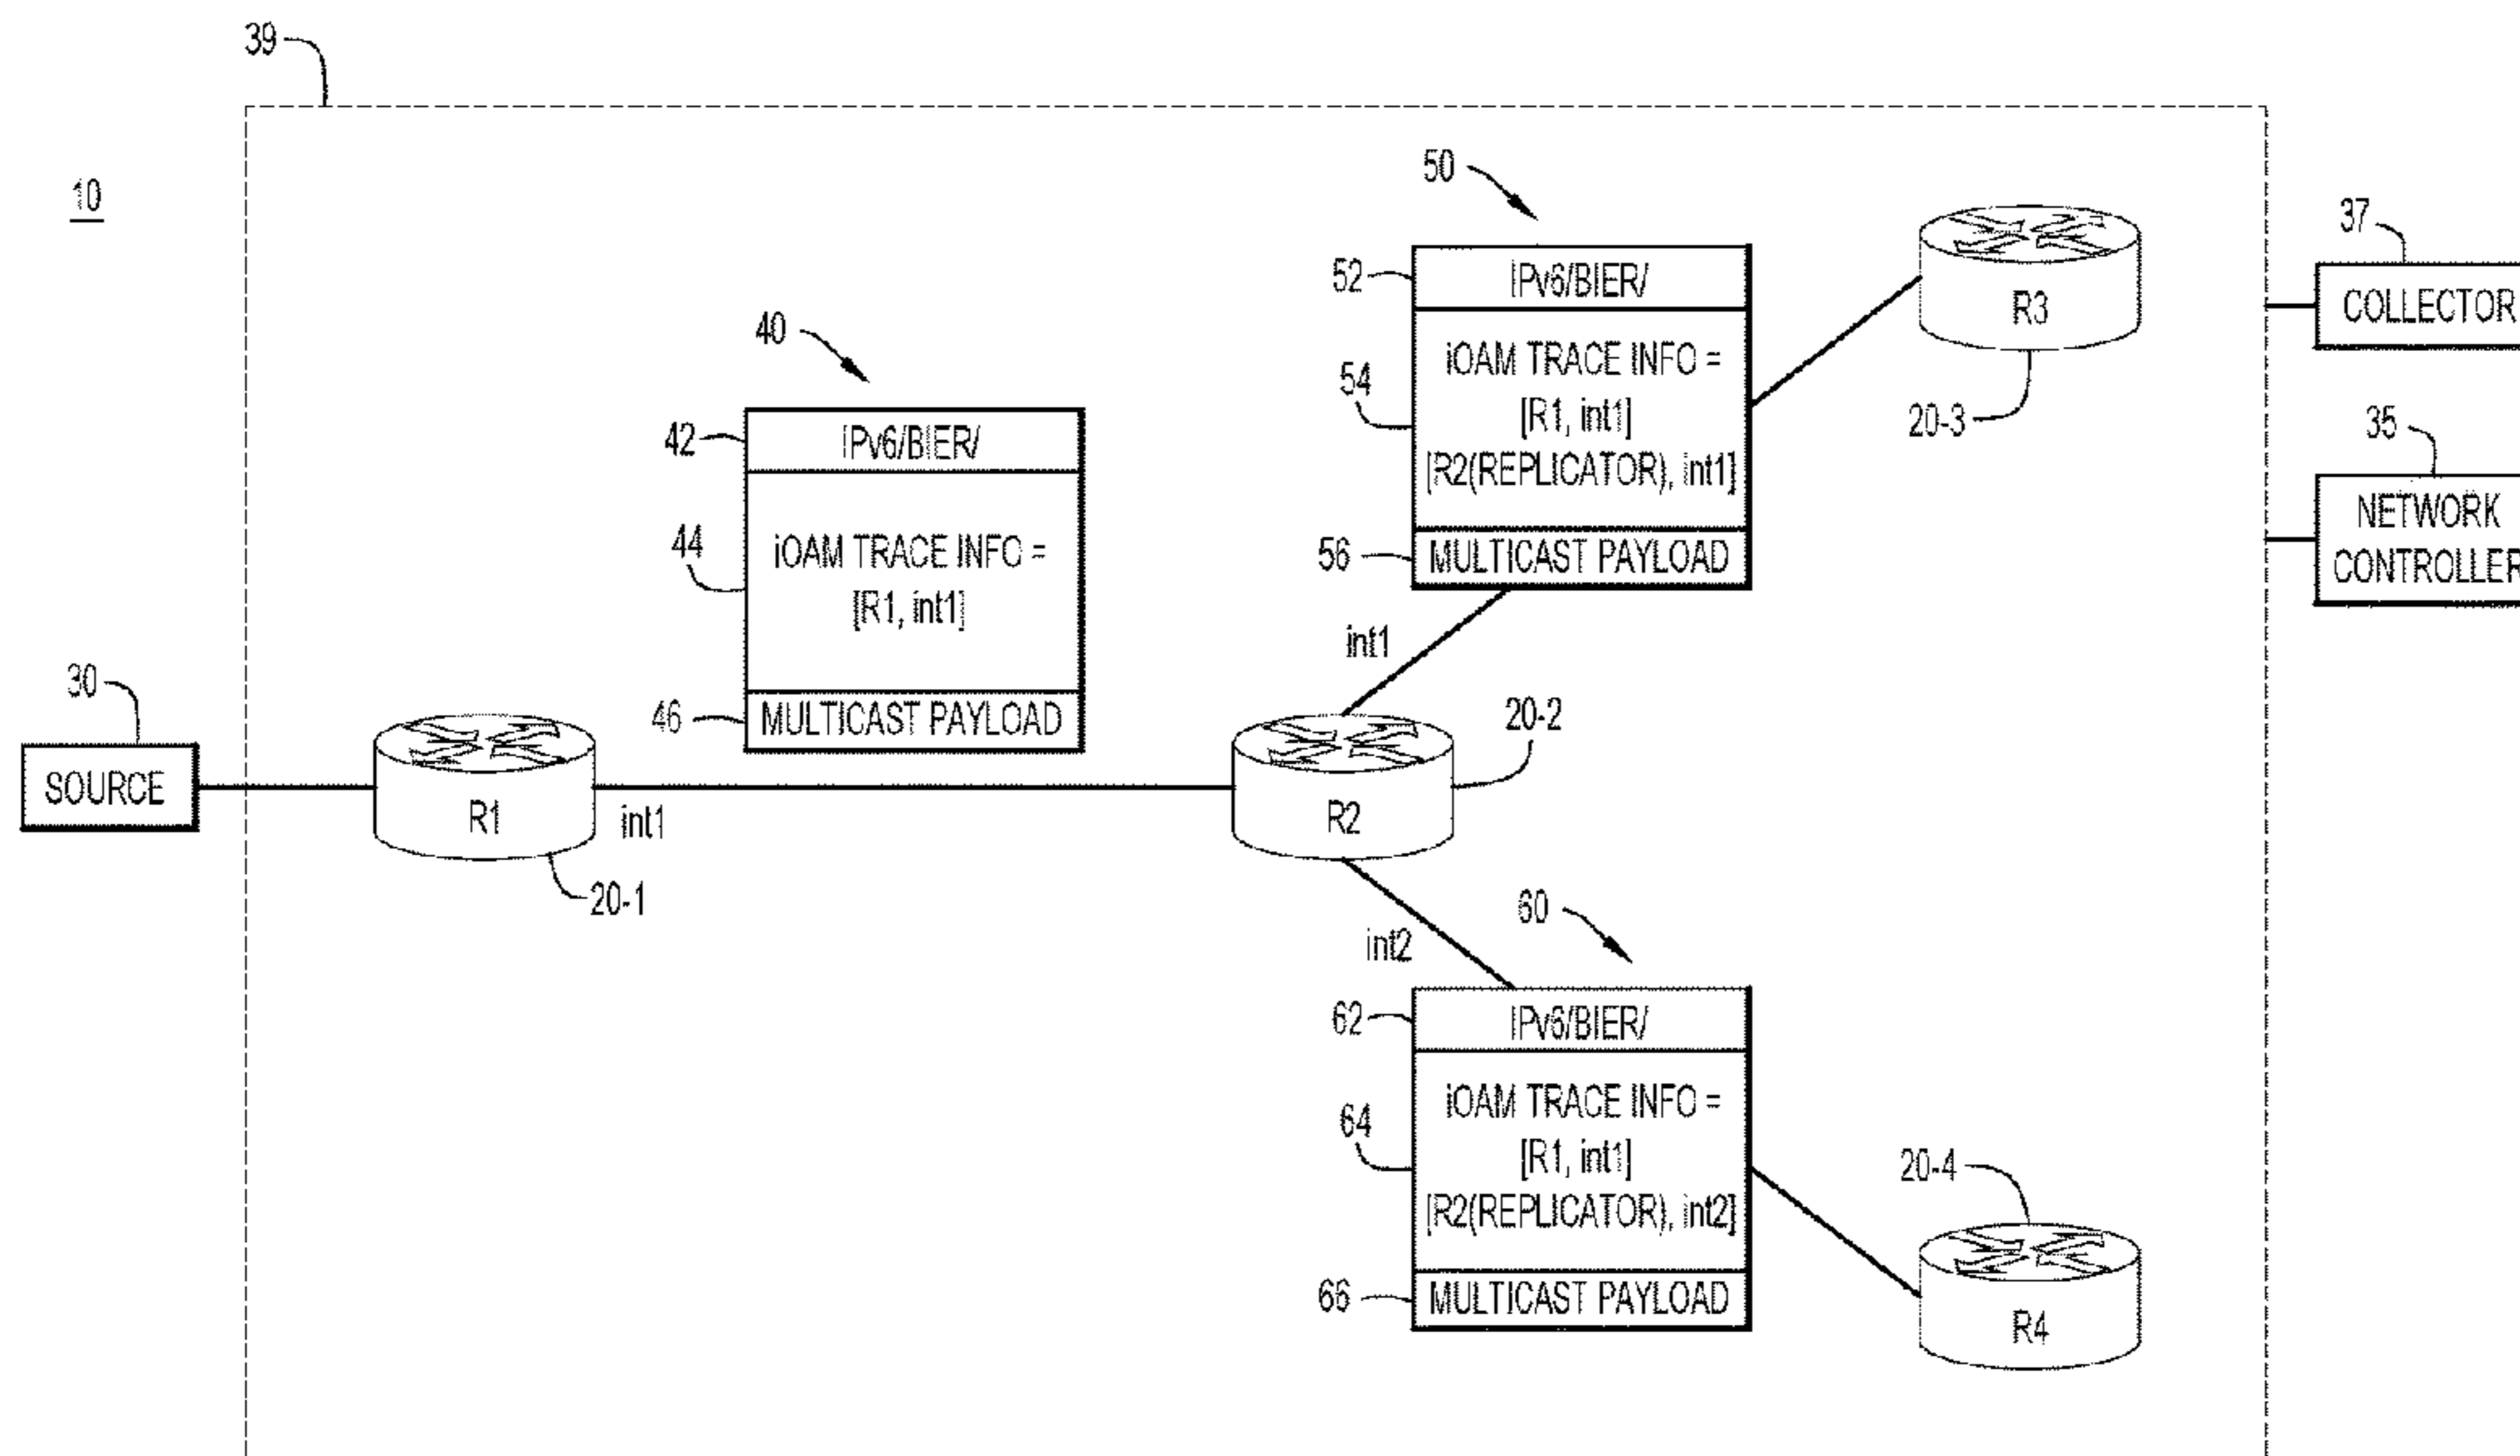 39
10
50
37
52
IPv6/BIER/
COLLECTOR
R3
40
iOAM TRACE INFO =
54
[R1, int1]
20-3
35
42
IPv6/BIER/
[R2(REPLICATOR), int1]
NETWORK
CONTROLLER
44
iOAM TRACE INFO =
[R1, int1]
56
MULTICAST PAYLOAD
int1
30
46
MULTICAST PAYLOAD
20-2
SOURCE
R1
int1
R2
20-1
60
int2
62
IPv6/BIER/
iOAM TRACE INFO =
64
[R1, int1]
20-4
[R2(REPLICATOR), int2]
66
MULTICAST PAYLOAD
R4